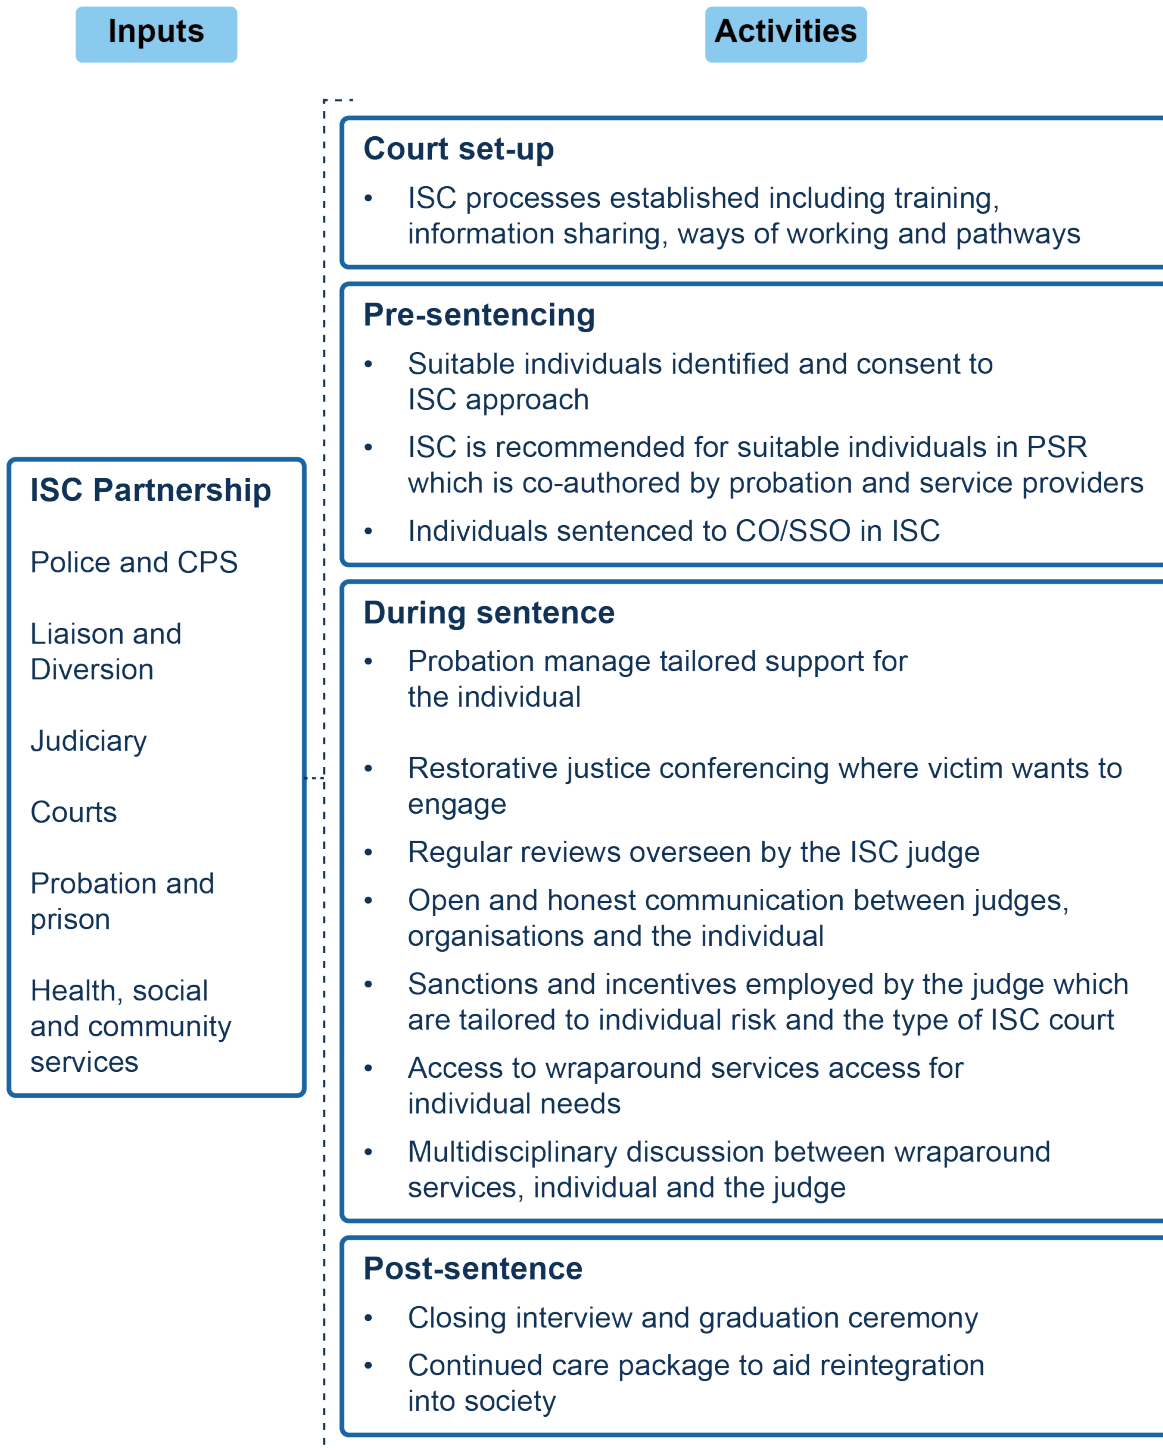 Inputs
Activities
ISC Partnership
Police and CPS
Liaison and
Diversion
Judiciary
Courts
Probation and
prison
Health, social
and community
services
Court set-up
• ISC processes established including training,
information sharing, ways of working and pathways
Pre-sentencing
• Suitable individuals identified and consent to
ISC approach
• ISC is recommended for suitable individuals in PSR
which is co-authored by probation and service providers
• Individuals sentenced to CO/SSO in ISC
During sentence
• Probation manage tailored support for
the individual
• Restorative justice conferencing where victim wants to
engage
• Regular reviews overseen by the ISC judge
• Open and honest communication between judges,
organisations and the individual
• Sanctions and incentives employed by the judge which
are tailored to individual risk and the type of ISC court
• Access to wraparound services access for
individual needs
• Multidisciplinary discussion between wraparound
services, individual and the judge
Post-sentence
• Closing interview and graduation ceremony
• Continued care package to aid reintegration
into society